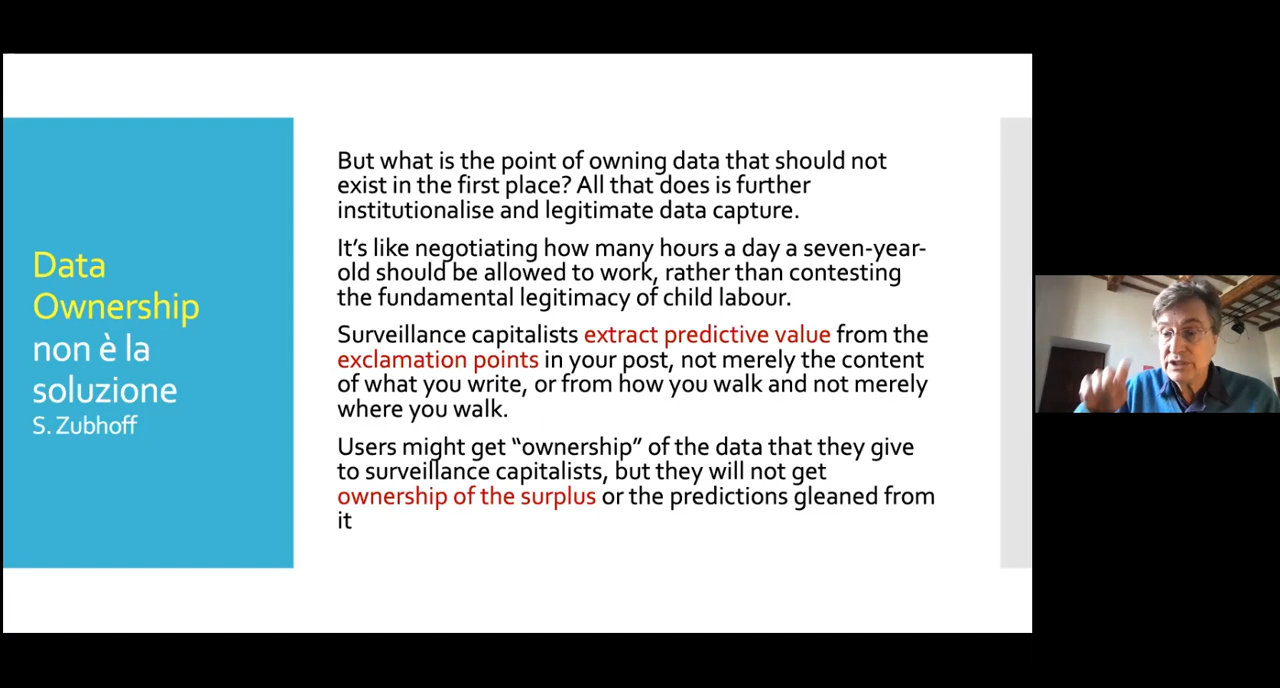 Data
Ownership
non è la
soluzione
S. Zubhoff
But what is the point of owning data that should not
exist in the first place? All that does is further
institutionalise and legitimate data capture.
It’s like negotiating how many hours a day a seven-year-
old should be allowed to work, rather than contesting
the fundamental legitimacy of child labour.
Surveillance capitalists extract predictive value from the
exclamation points in your post, not merely the content
of what you write, or from how you walk and not merely
where you walk.
Users might get “ownership” of the data that they give
to surveillance capitalists, but they will not get
ownership of the surplus or the predictions gleaned from
it